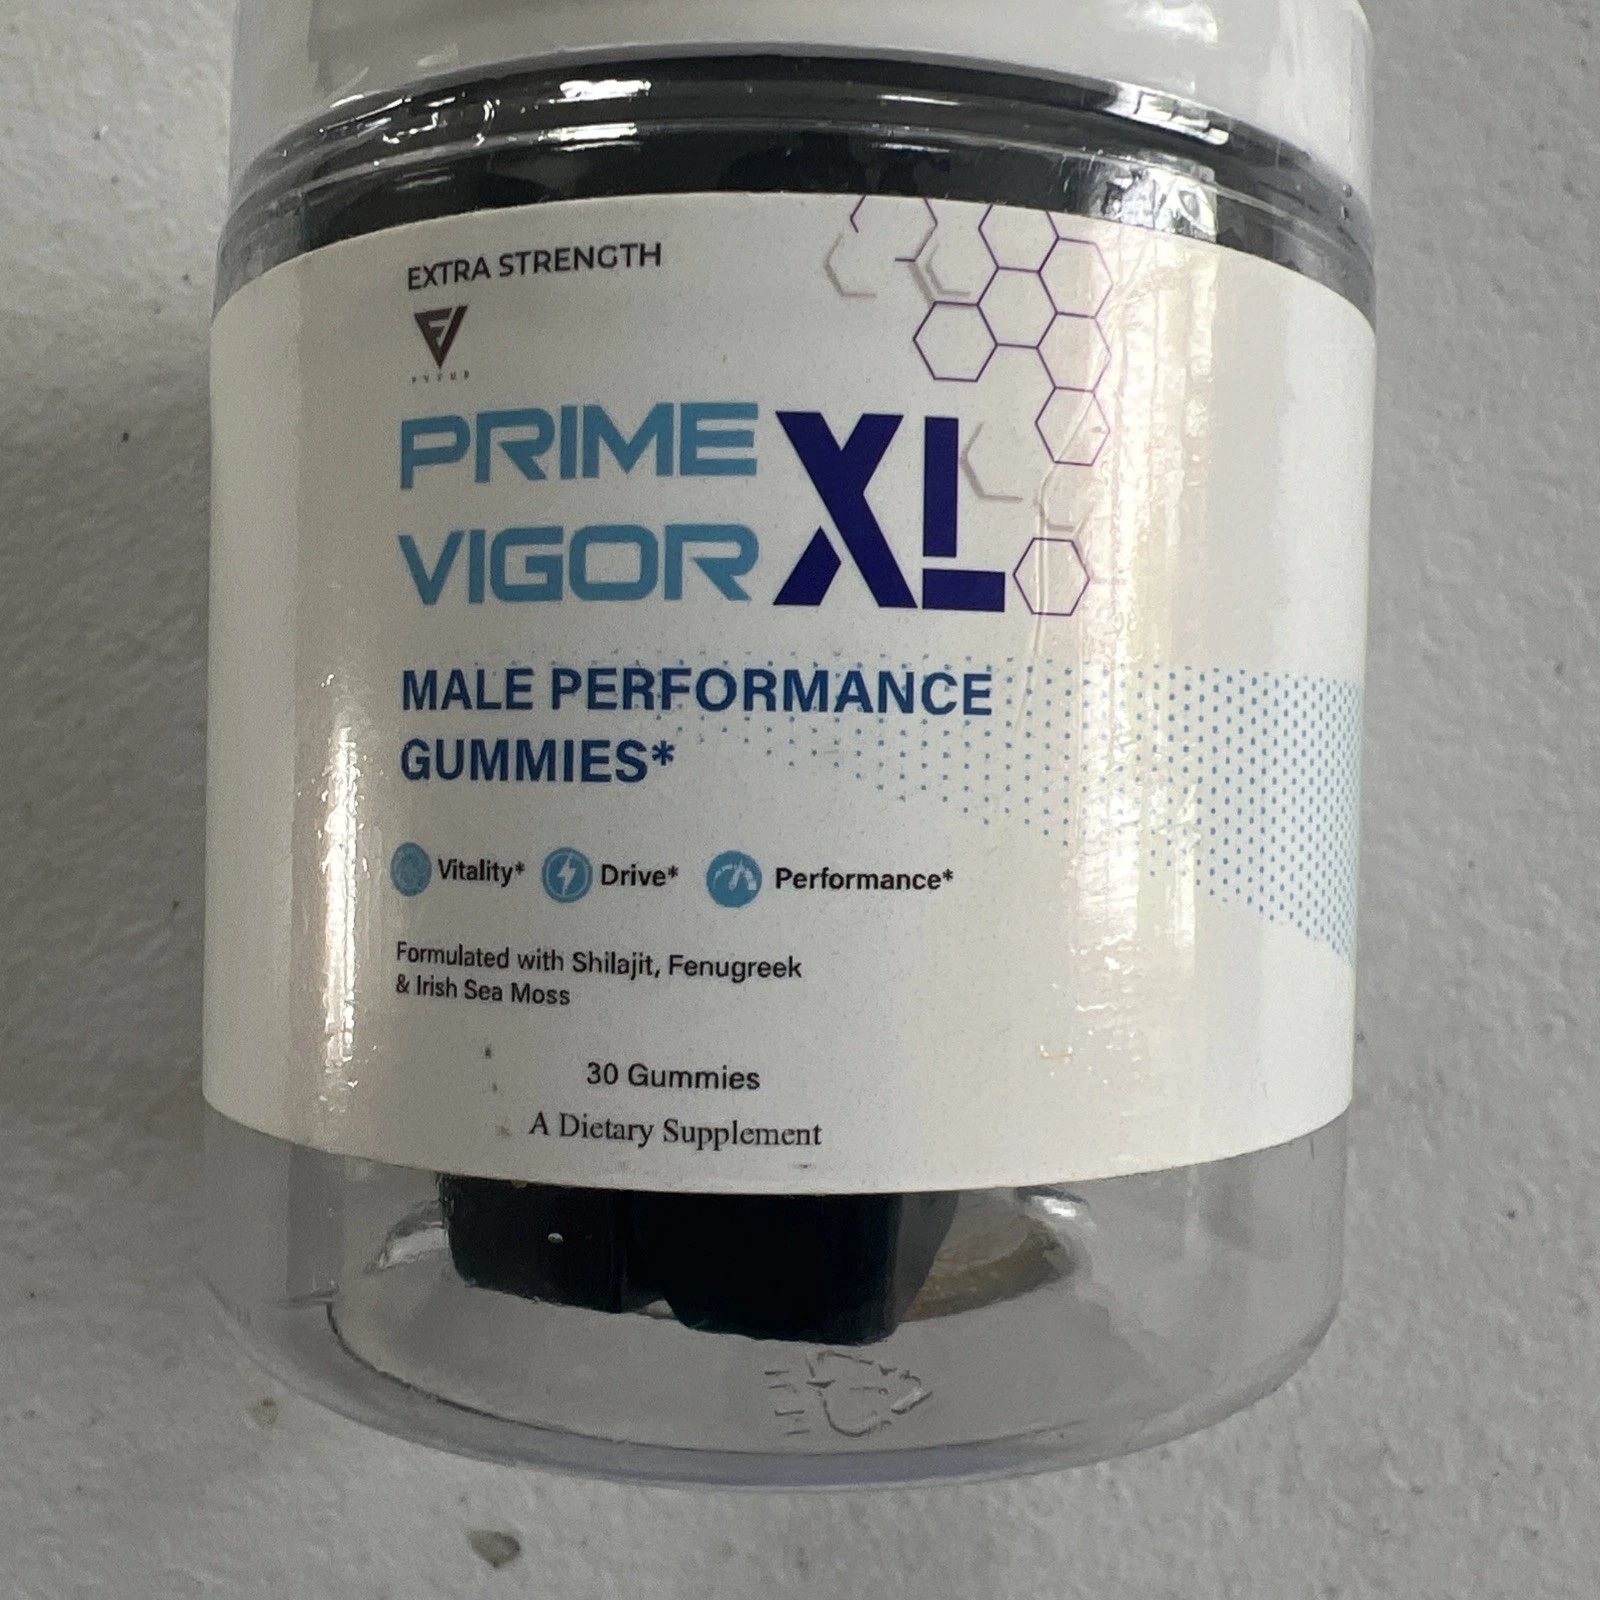 EXTRA STRENGTH
PRIME
VIGOR XL
MALE PERFORMANCE
GUMMIES*
Vitality* Drive* Performance*
Formulated with Shilajit, Fenugreek
& Irish Sea Moss
30 Gummies
A Dietary Supplement